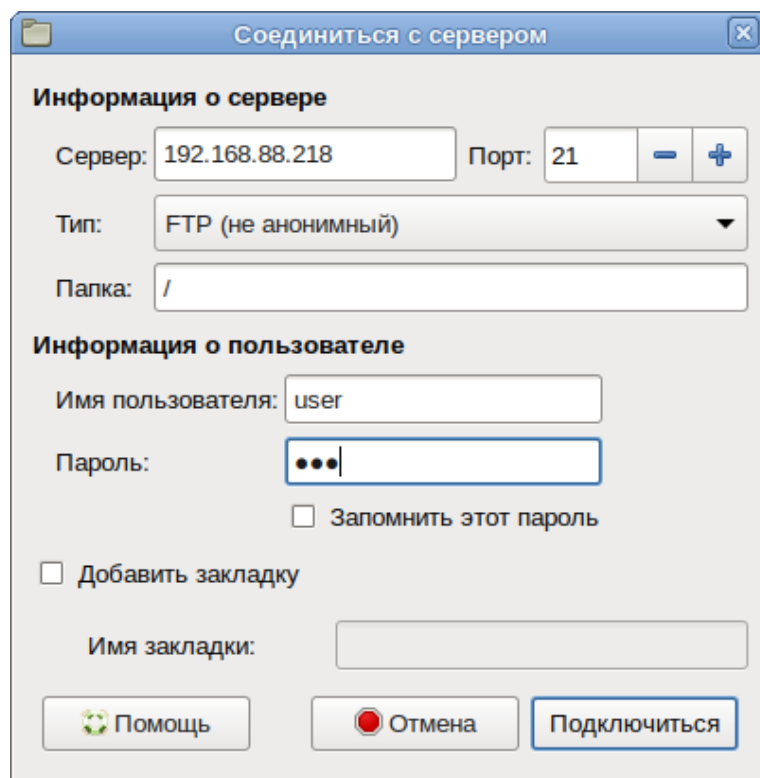 Соединиться с сервером
Информация о сервере
Сервер: 192.168.88.218 Порт: 21
Тип: FTP (не анонимный)
Папка: /
Информация о пользователе
Имя пользователя: user
Пароль: •••
Запомнить этот пароль
Добавить закладку
Имя закладки:
Помощь Отмена Подключиться